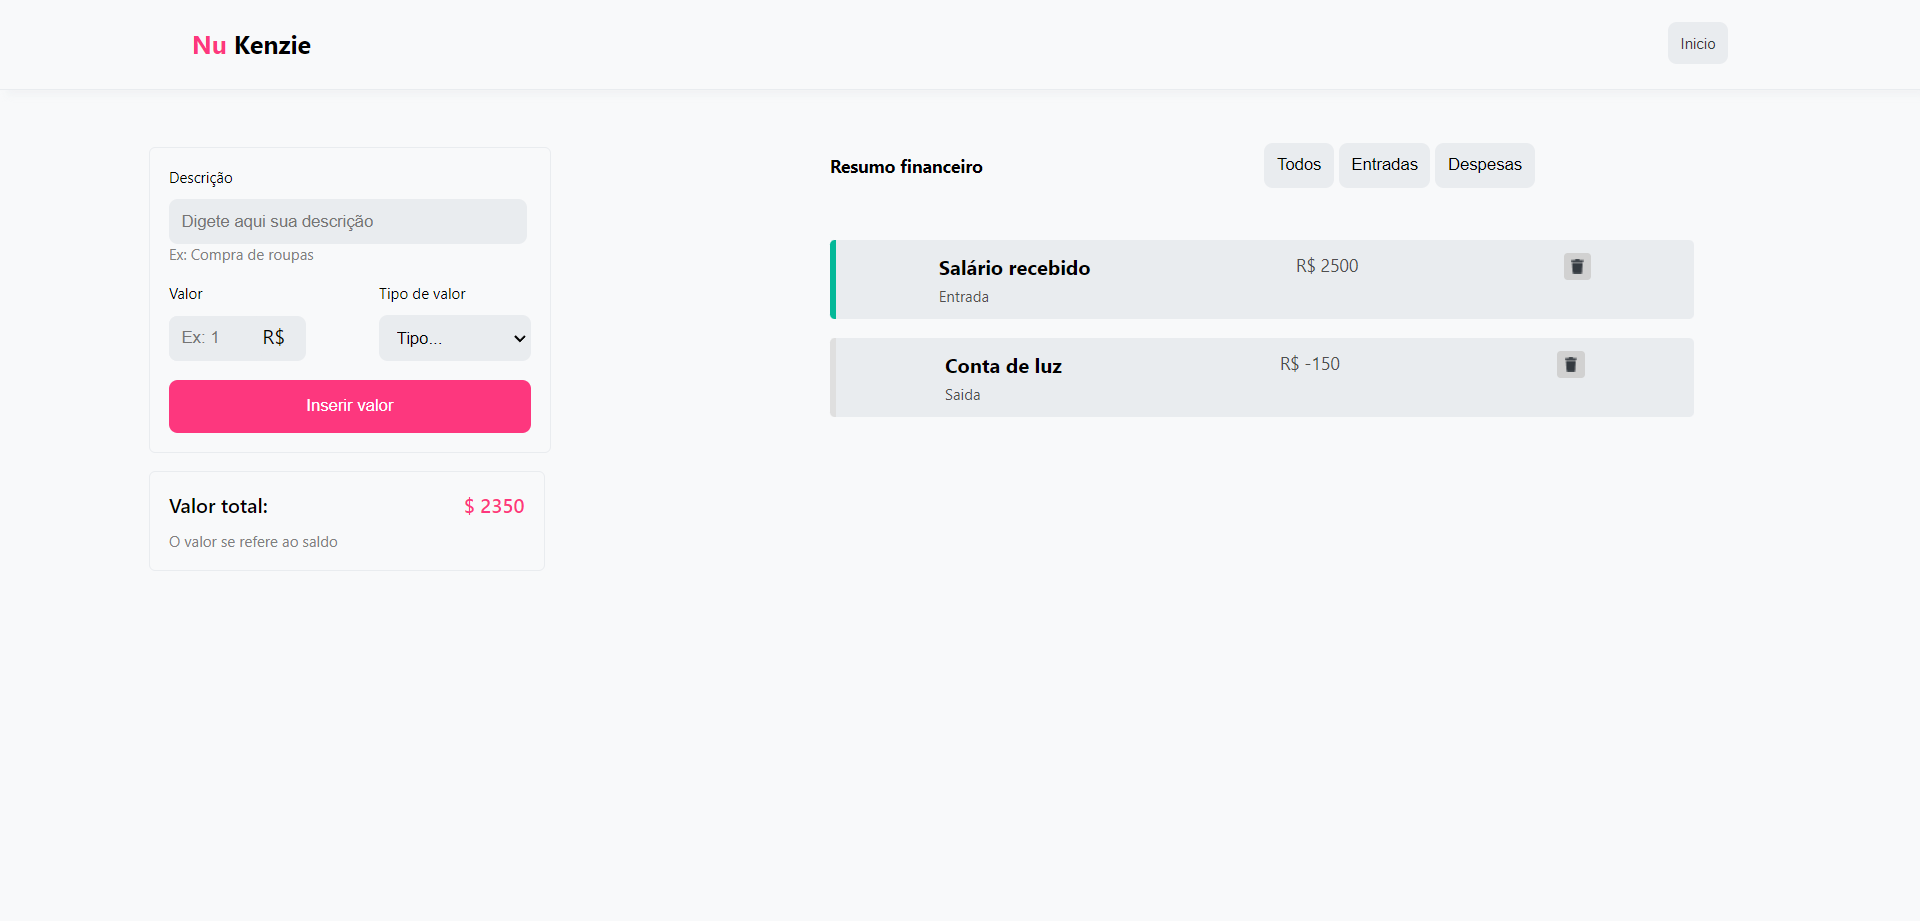 Nu Kenzie
Inicio
Descrição
Digete aqui sua descrição
Ex: Compra de roupas
Valor
Tipo de valor
Ex: 1
R$
Tipo...
Inserir valor
Valor total:
$ 2350
O valor se refere ao saldo
Resumo financeiro
Todos
Entradas
Despesas
Salário recebido
R$ 2500
Entrada
Conta de luz
R$ -150
Saida